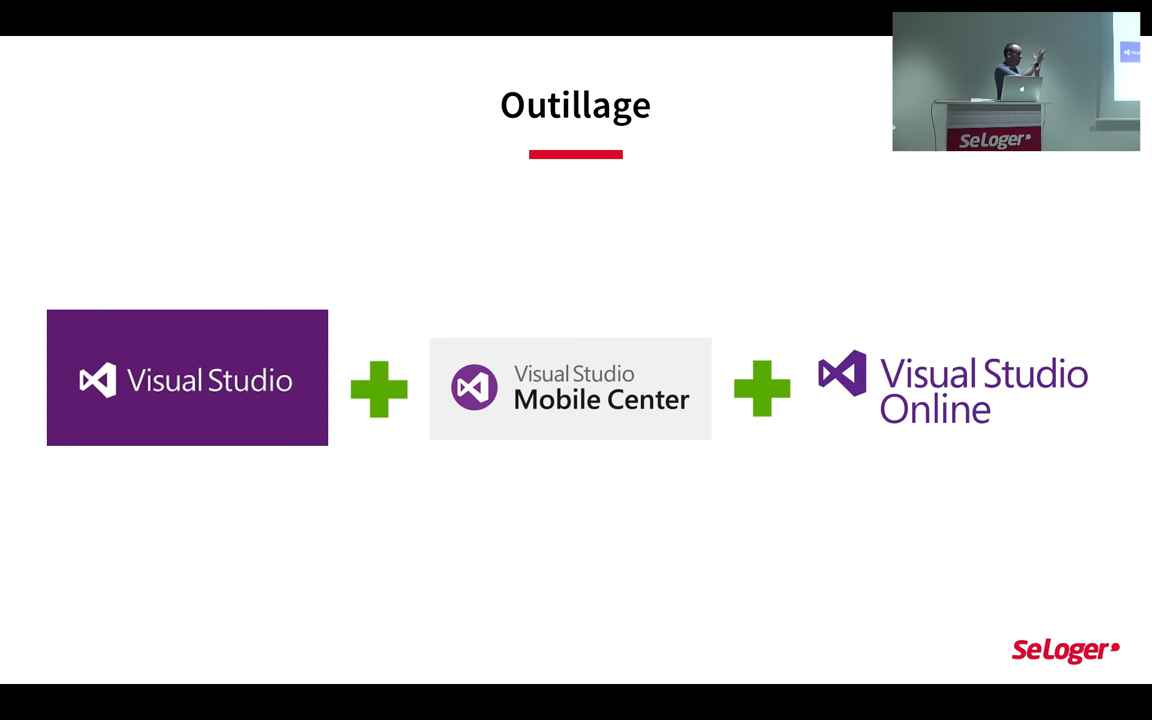 Outillage
SeLoger
Visual Studio
Visual Studio
Mobile Center
Visual Studio
Online
SeLoger